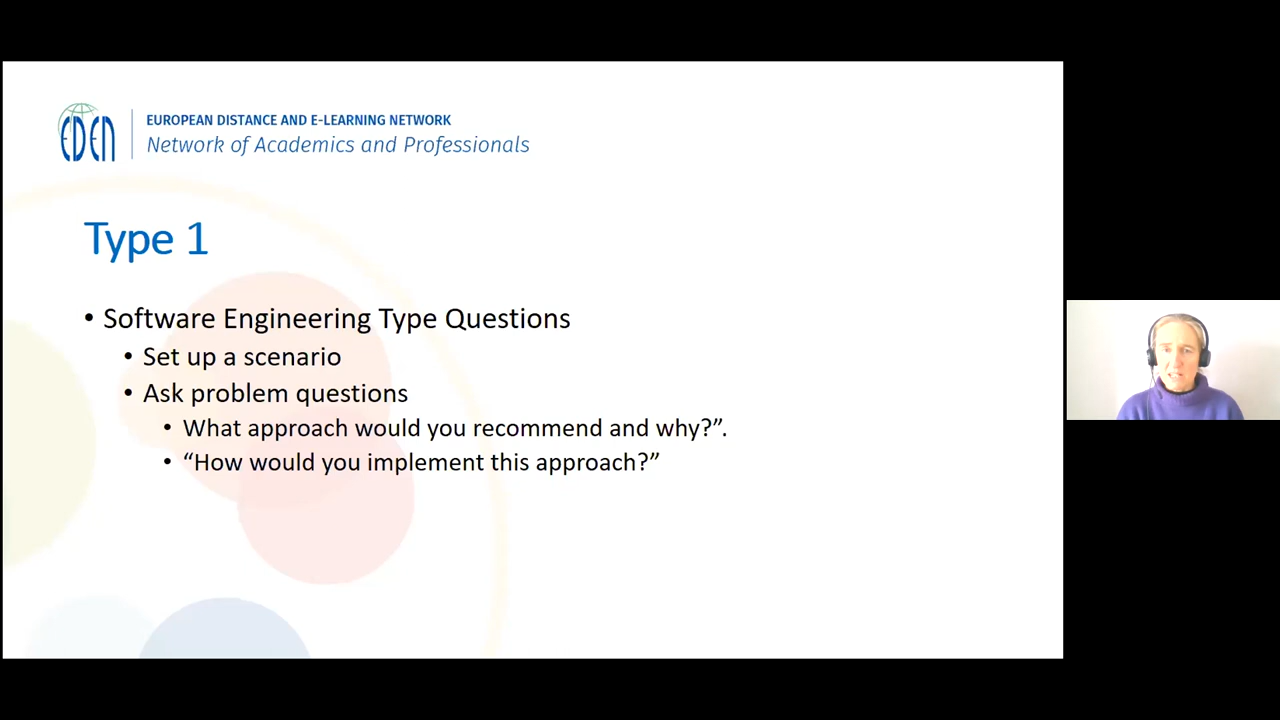 EDEN
EUROPEAN DISTANCE AND E-LEARNING NETWORK
Network of Academics and Professionals
Type 1
• Software Engineering Type Questions
• Set up a scenario
• Ask problem questions
• What approach would you recommend and why?”.
• “How would you implement this approach?”